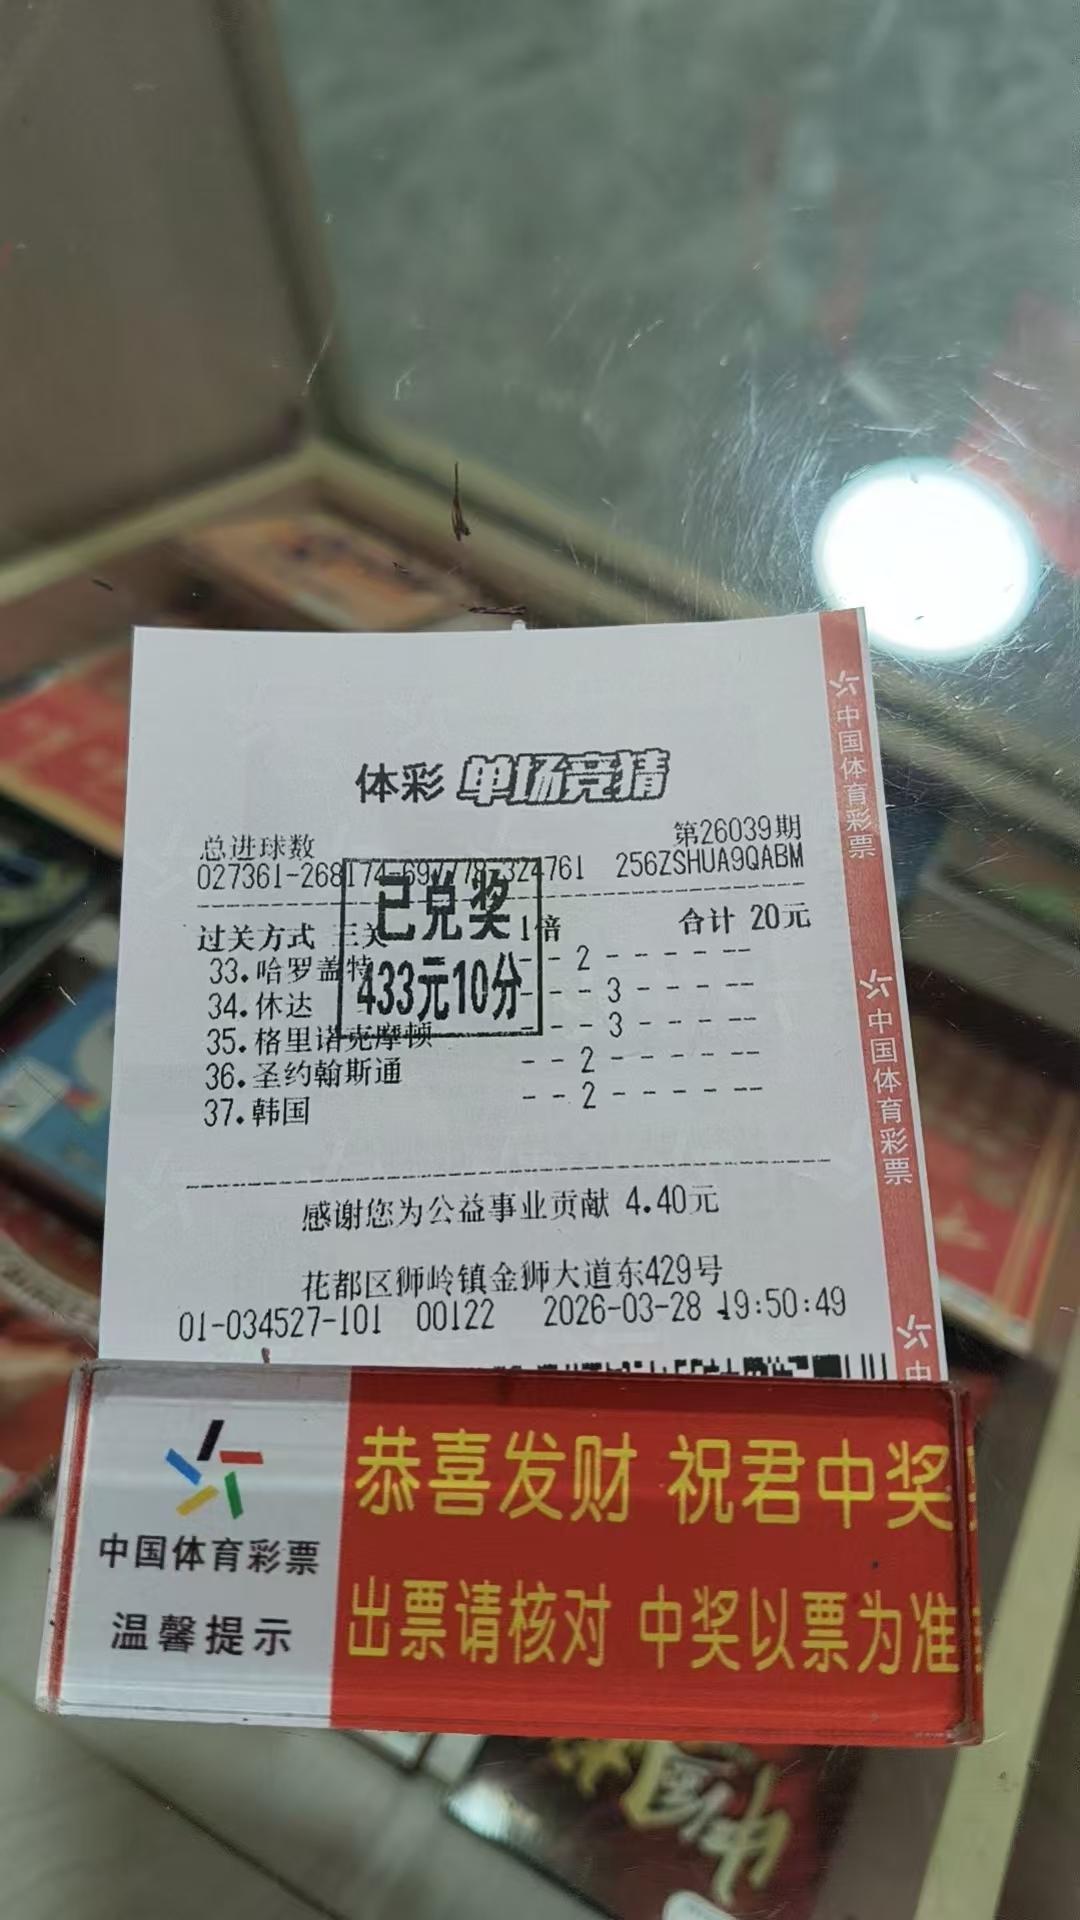 体彩 单场竞猜
总进球数 第26039期
256ZSHUA9QABM
已兑奖
433元10分
过关方式 三关 1倍 合计 20元
33.哈罗盖特 - - 2 - - - - --
34.休达 - - - 3 - - - --
35.格里诺克摩顿 - - - 3 - - - --
36.圣约翰斯通 - - 2 - - - - --
37.韩国 - - 2 - - - - --
感谢您为公益事业贡献 4.40元
花都区狮岭镇金狮大道东429号
01-034527-101 00122 2026-03-28 19:50:49
中国体育彩票
中国体育彩票
中
恭喜发财 祝君中奖
中国体育彩票
温馨提示
出票请核对 中奖以票为准
中国